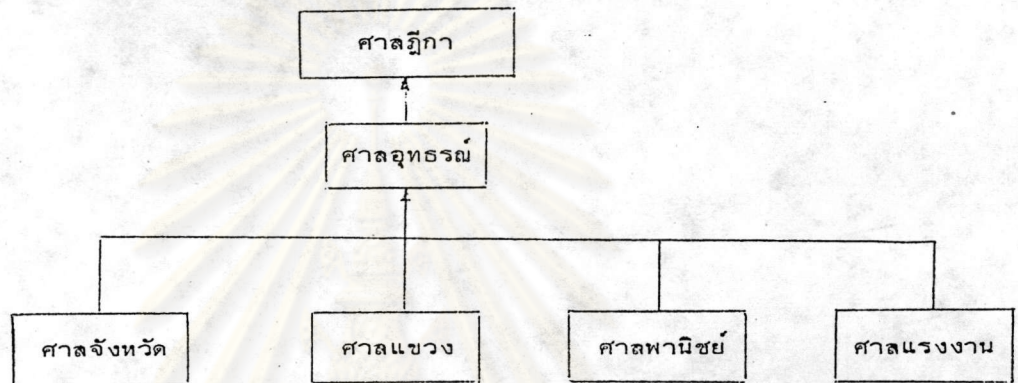 ศาลฎีกา
ศาลอุทธรณ์
ศาลจังหวัด ศาลแขวง ศาลพานิชย์ ศาลแรงงาน